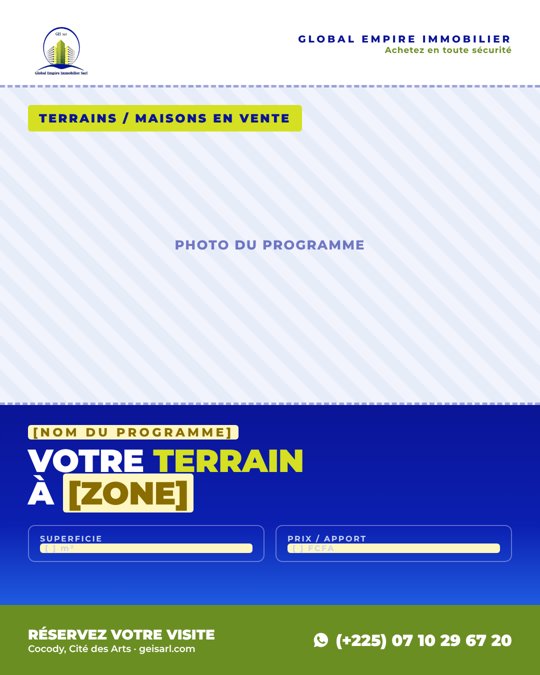 GEI sarl
Global Empire Immobilier Sarl
GLOBAL EMPIRE IMMOBILIER
Achetez en toute sécurité
TERRAINS / MAISONS EN VENTE
PHOTO DU PROGRAMME
[NOM DU PROGRAMME]
VOTRE TERRAIN
À [ZONE]
SUPERFICIE
[ ] m²
PRIX / APPORT
[ ] FCFA
RÉSERVEZ VOTRE VISITE
Cocody, Cité des Arts · geisarl.com
(+225) 07 10 29 67 20